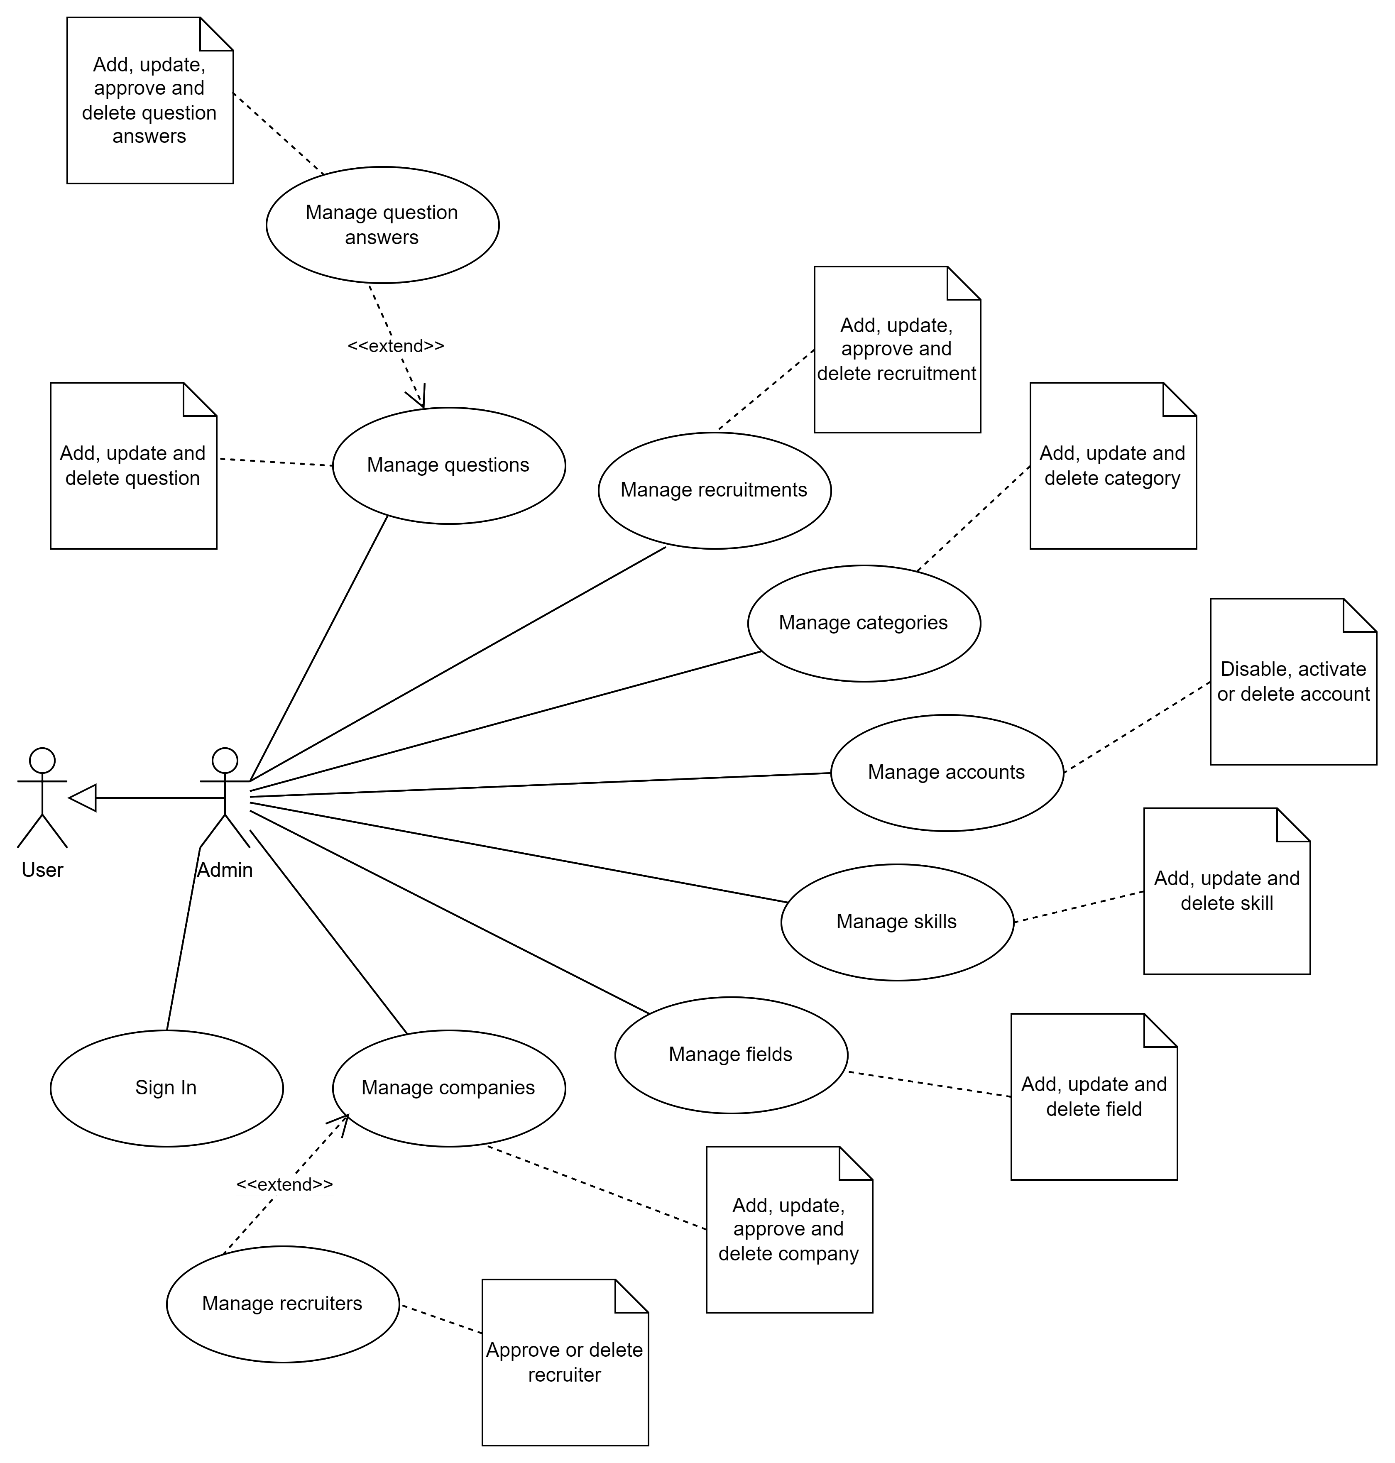 Add, update,
approve and
delete question
answers
Manage question
answers
<<extend>>
Add, update,
approve and
delete recruitment
Add, update and
delete question
Manage questions
Manage recruitments
Add, update and
delete category
Manage categories
Disable, activate
or delete account
Manage accounts
User
Admin
Add, update and
delete skill
Manage skills
Manage fields
Add, update and
delete field
Sign In
Manage companies
<<extend>>
Add, update,
approve and
delete company
Manage recruiters
Approve or delete
recruiter